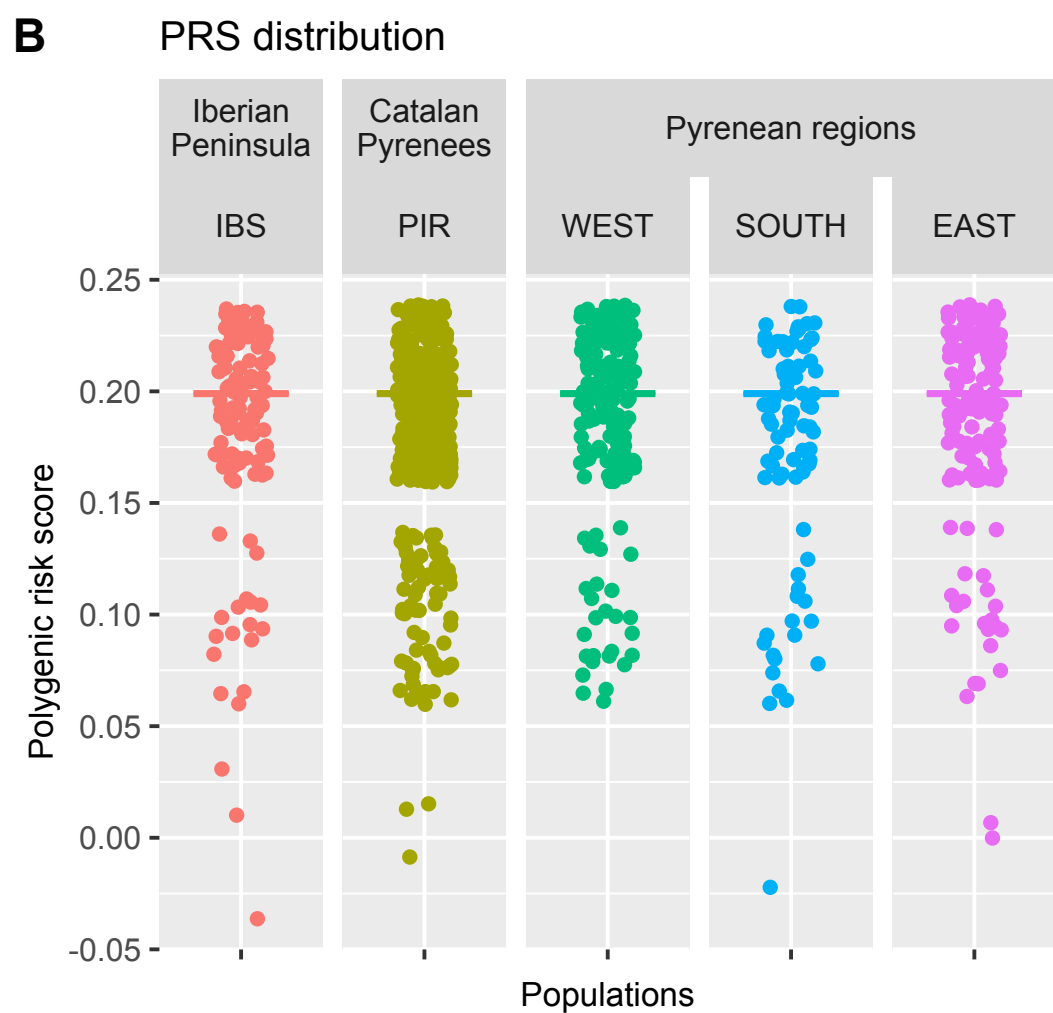 B PRS distribution
Iberian
Peninsula
Catalan
Pyrenees
Pyrenean regions
IBS
PIR
WEST
SOUTH
EAST
Polygenic risk score
0.25
0.20
0.15
0.10
0.05
0.00
-0.05
Populations